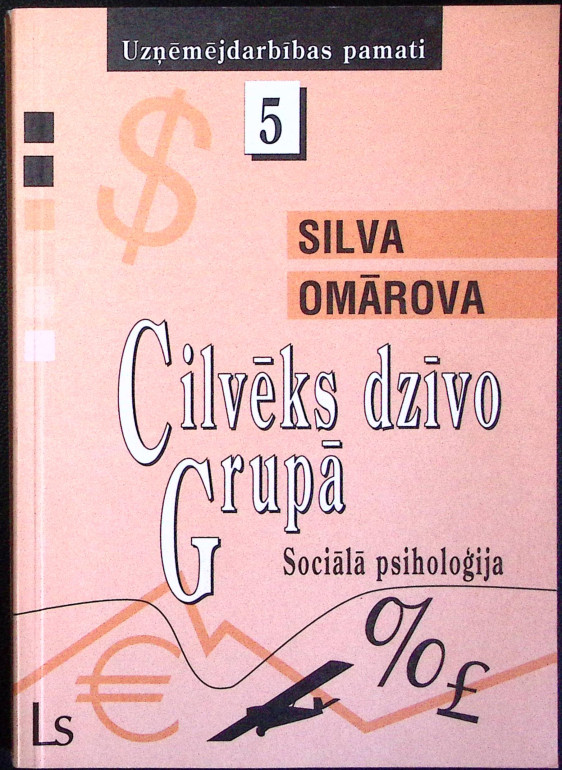 Uzņēmējdarbības pamati
5
$
SILVA
OMĀROVA
Cilvēks dzīvo
Grupā
Sociālā psiholoģija
%
€
£
Ls